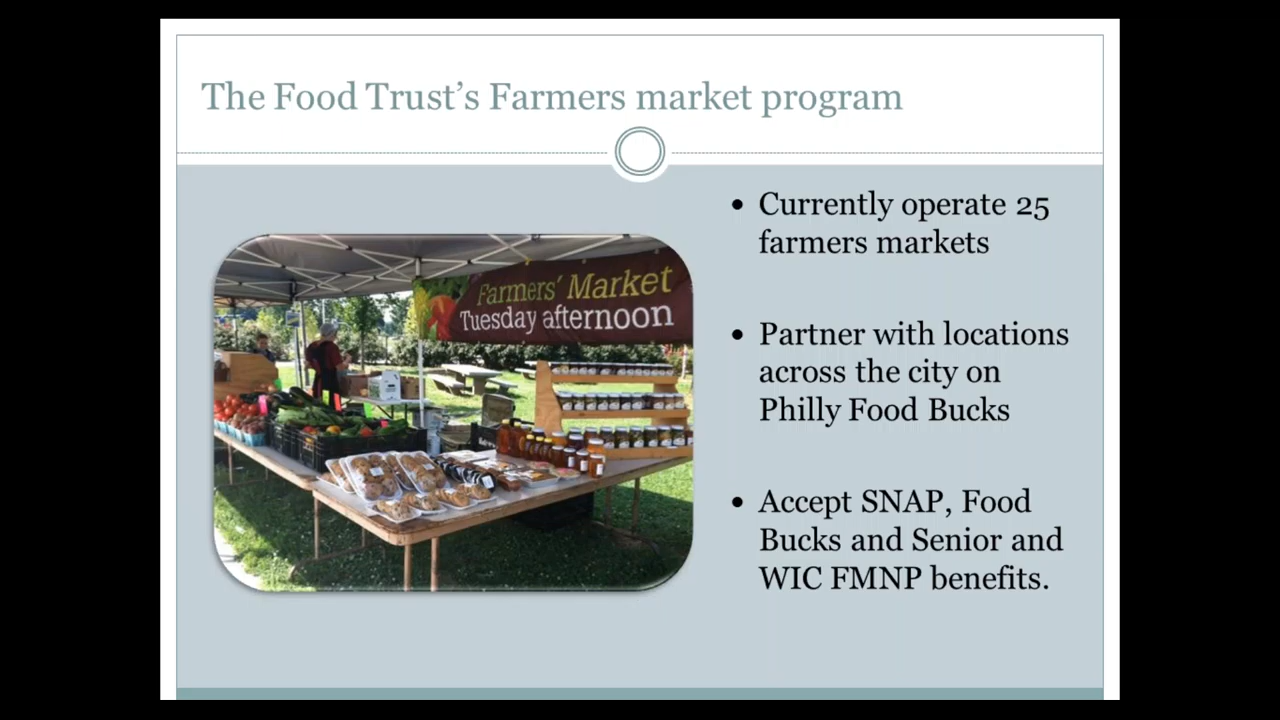 The Food Trust’s Farmers market program
Farmers’ Market
Tuesday afternoon
• Currently operate 25
farmers markets
• Partner with locations
across the city on
Philly Food Bucks
• Accept SNAP, Food
Bucks and Senior and
WIC FMNP benefits.